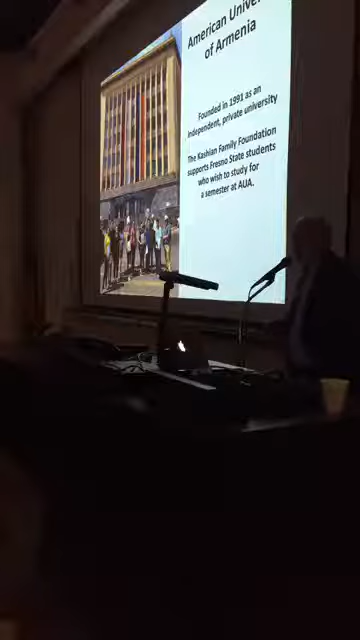 American Univer
of Armenia
Founded in 1991 as an
independent, private university
The Kashian Family Foundation
supports Fresno State students
who wish to study for
a semester at AUA.